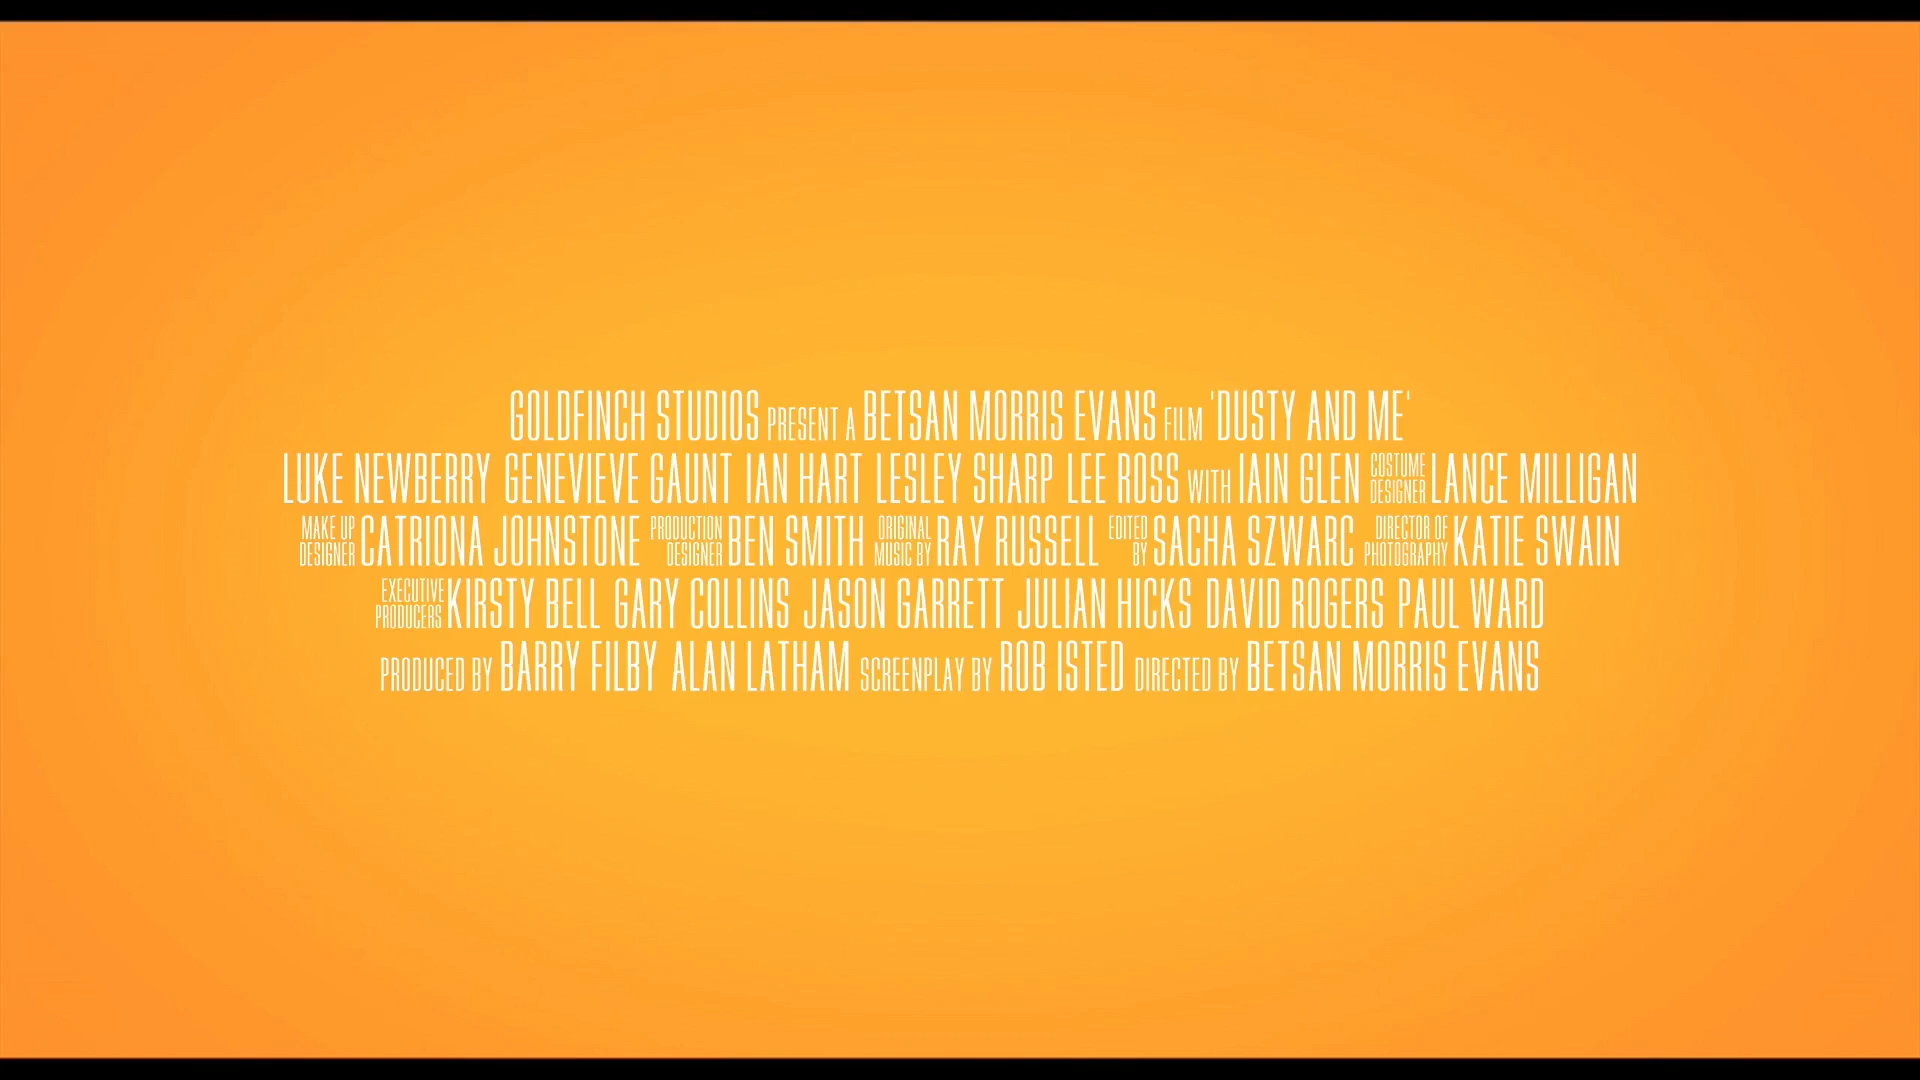 GOLDFINCH STUDIOS PRESENT A BETSAN MORRIS EVANS FILM 'DUSTY AND ME'
LUKE NEWBERRY GENEVIEVE GAUNT IAN HART LESLEY SHARP LEE ROSS WITH IAIN GLEN COSTUME DESIGNER LANCE MILLIGAN
MAKE UP DESIGNER CATRIONA JOHNSTONE PRODUCTION DESIGNER BEN SMITH ORIGINAL MUSIC BY RAY RUSSELL EDITED BY SACHA SZWARC DIRECTOR OF PHOTOGRAPHY KATIE SWAIN
EXECUTIVE PRODUCERS KIRSTY BELL GARY COLLINS JASON GARRETT JULIAN HICKS DAVID ROGERS PAUL WARD
PRODUCED BY BARRY FILBY ALAN LATHAM SCREENPLAY BY ROB ISTED DIRECTED BY BETSAN MORRIS EVANS